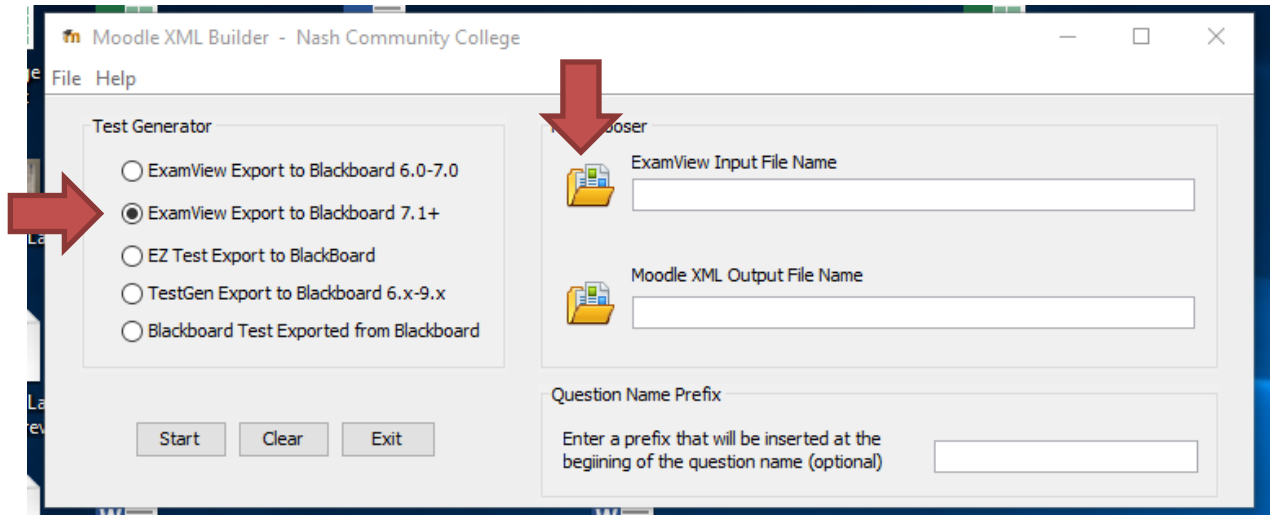 Moodle XML Builder - Nash Community College
File Help
Test Generator
ExamView Export to Blackboard 6.0-7.0
ExamView Export to Blackboard 7.1+
EZ Test Export to BlackBoard
TestGen Export to Blackboard 6.x-9.x
Blackboard Test Exported from Blackboard
Start Clear Exit
ExamView Input File Name
Moodle XML Output File Name
Question Name Prefix
Enter a prefix that will be inserted at the
begiining of the question name (optional)